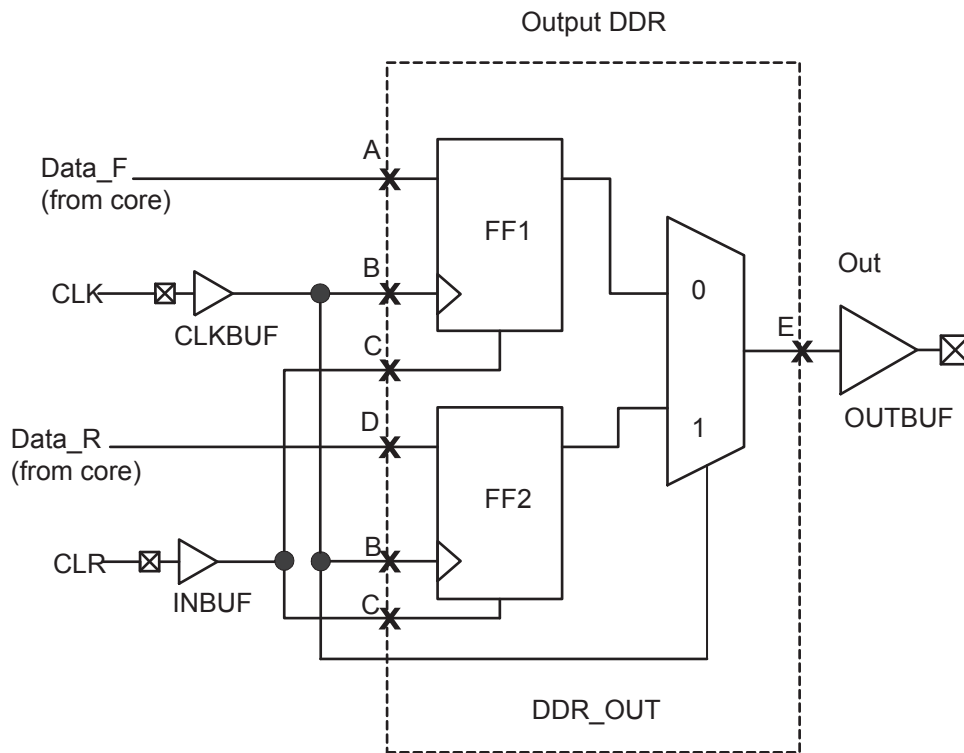 Output DDR
A
Data_F
(from core)
FF1
B
CLK
CLKBUF
C
0
Out
E
OUTBUF
D
Data_R
(from core)
1
FF2
B
CLR
INBUF
C
DDR_OUT